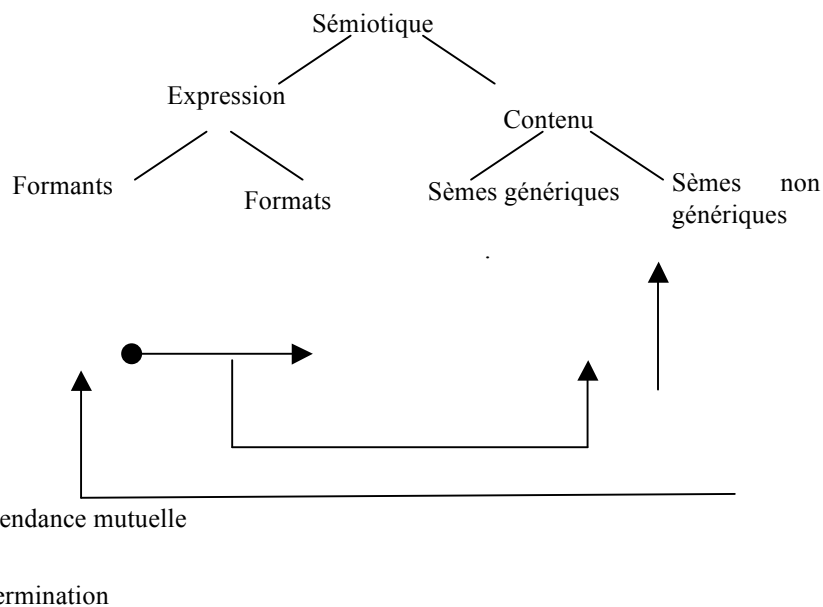 Sémiotique
Expression
Contenu
Formants
Formats
Sèmes génériques
Sèmes non
génériques
endance mutuelle
ermination